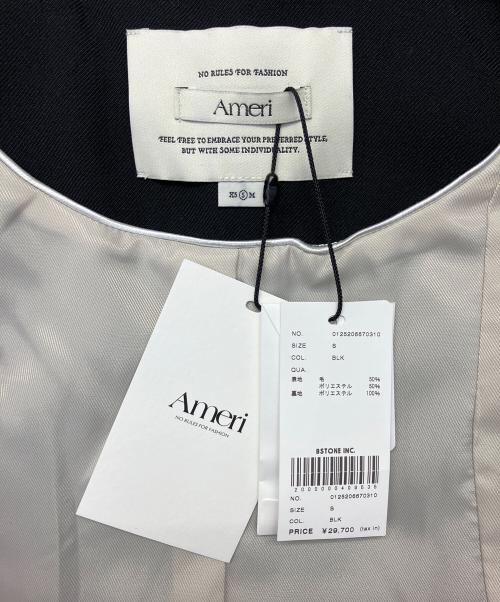 NO RULES FOR FASHION
Ameri
FEEL FREE TO EMBRACE YOUR PREFERRED STYLE,
BUT WITH SOME INDIVIDUALITY.
XS S M
Ameri
NO RULES FOR FASHION
NO. 0125206670310
SIZE S
COL. BLK
QUA.
表地 毛 50%
ポリエステル 50%
裏地 ポリエステル 100%
BSTONE INC.
2000000409639
NO. 0125206670310
SIZE S
COL. BLK
PRICE ¥29,700 (tax in)